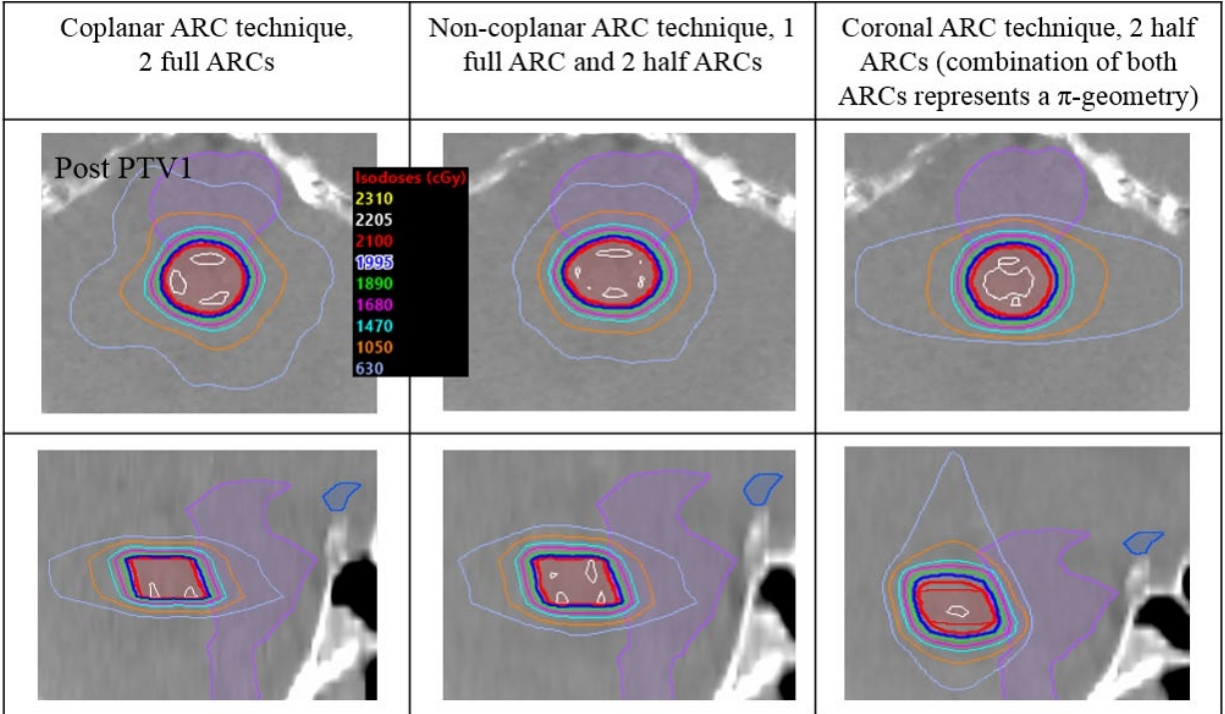 Coplanar ARC technique,
2 full ARCs
Non-coplanar ARC technique, 1
full ARC and 2 half ARCs
Coronal ARC technique, 2 half
ARCs (combination of both
ARCs represents a π-geometry)
Post PTV1
Isodoses (cGy)
2310
2205
2100
1995
1890
1680
1470
1050
630